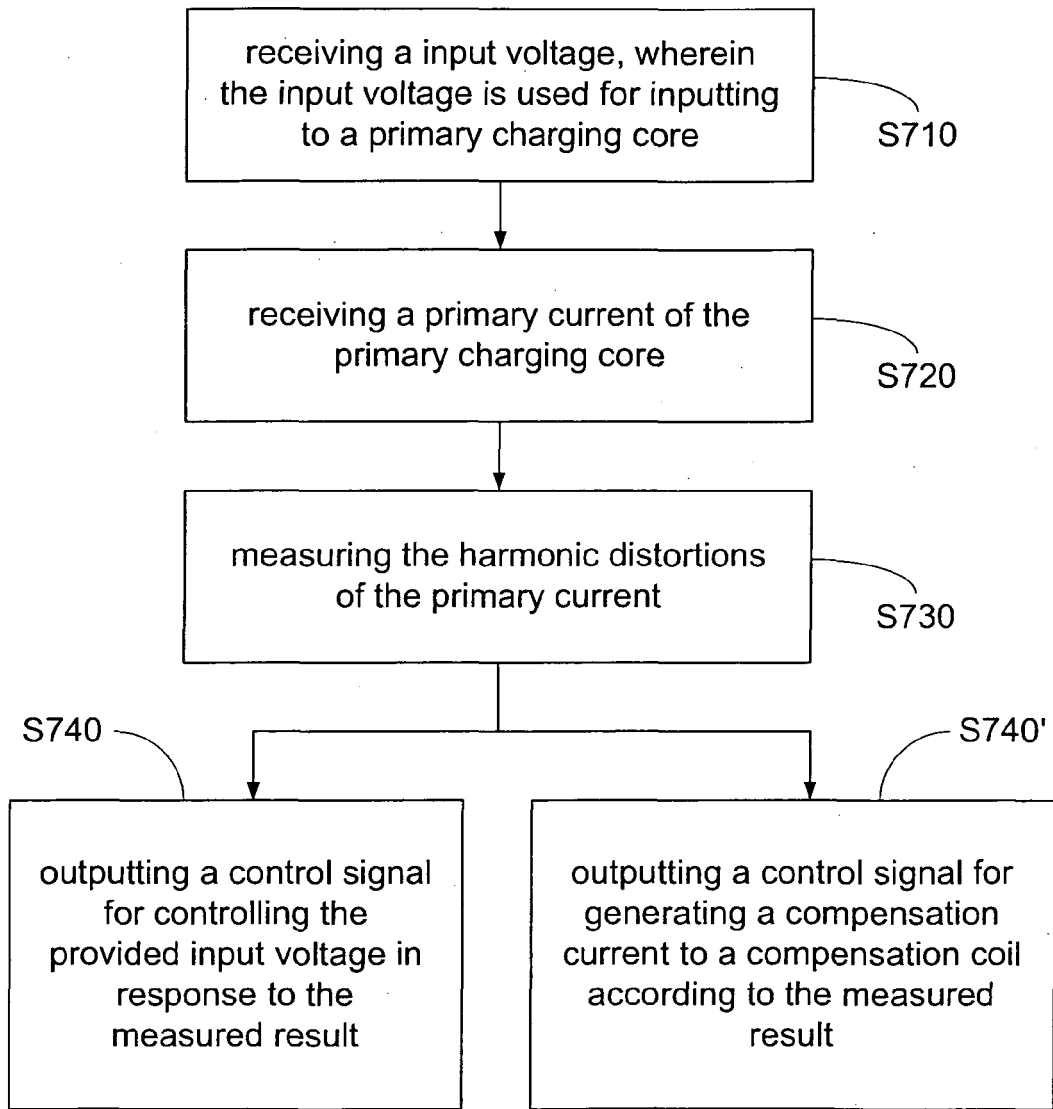 receiving a input voltage, wherein
the input voltage is used for inputting
to a primary charging core
S710
receiving a primary current of the
primary charging core
S720
measuring the harmonic distortions
of the primary current
S730
S740
S740'
outputting a control signal
for controlling the
provided input voltage in
response to the
measured result
outputting a control signal for
generating a compensation
current to a compensation coil
according to the measured
result